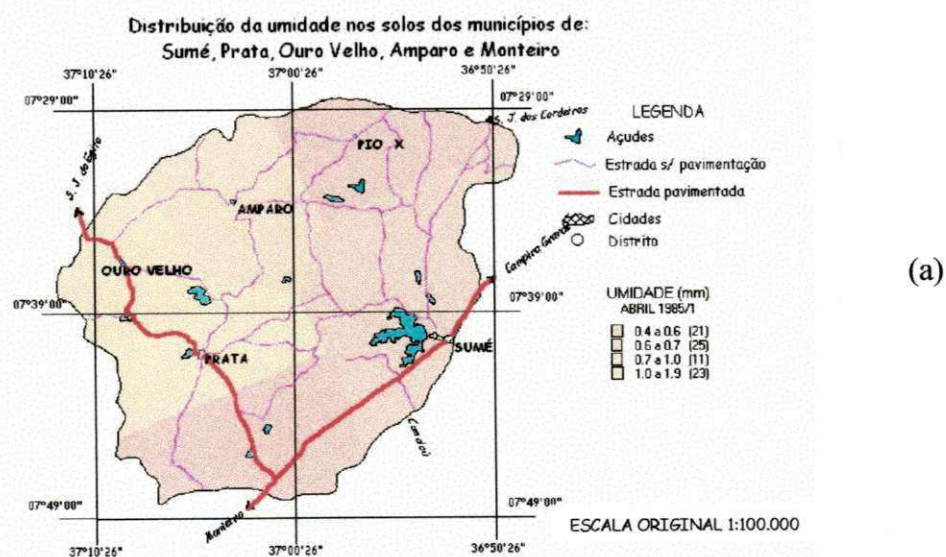 Distribuição da umidade nos solos dos municípios de:
Sumé, Prata, Ouro Velho, Amparo e Monteiro
37°10'26"
37°00'26"
36°50'26"
07°29'00"
07°29'00"
S. J. dos Cordeiros
LEGENDA
Açudes
Estrada s/ pavimentação
Estrada pavimentada
Cidades
Distrito
PIO X
S. J. do Egito
AMPARO
Campina Grande
OURO VELHO
(a)
07°39'00"
07°39'00"
UMIDADE (mm)
ABRIL 1985/1
0.4 a 0.6 (21)
0.6 a 0.7 (25)
0.7 a 1.0 (11)
1.0 a 1.9 (23)
SUMÉ
PRATA
07°49'00"
07°49'00"
Monteiro
ESCALA ORIGINAL 1:100.000
37°10'26"
37°00'26"
36°50'26"